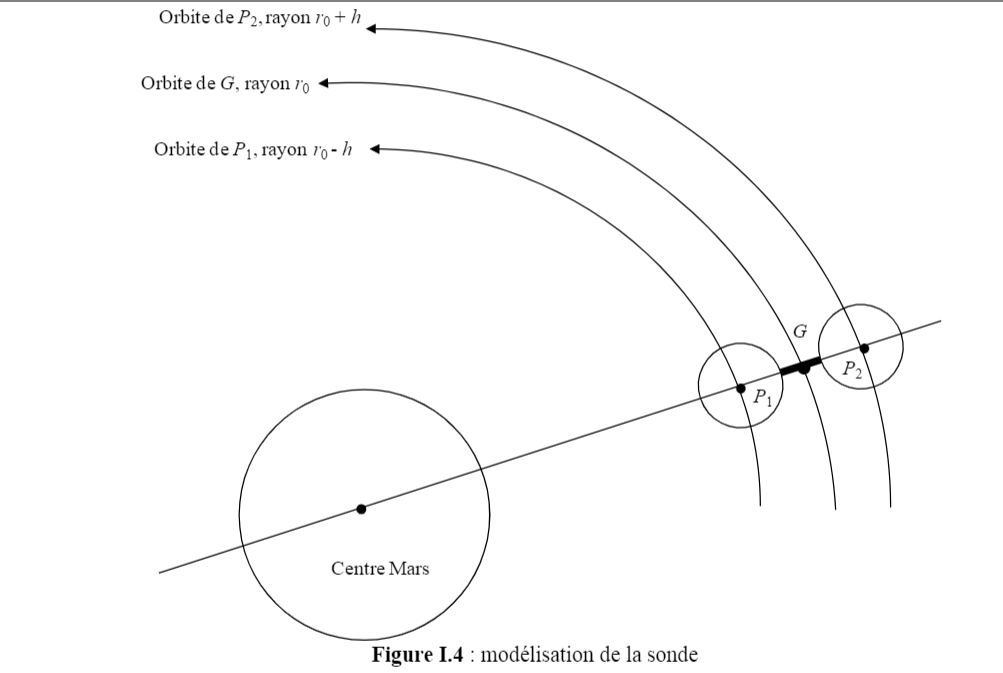 Orbite de P₂, rayon r₀ + h
Orbite de G, rayon r₀
Orbite de P₁, rayon r₀ - h
G
P₂
P₁
Centre Mars
Figure I.4 : modélisation de la sonde